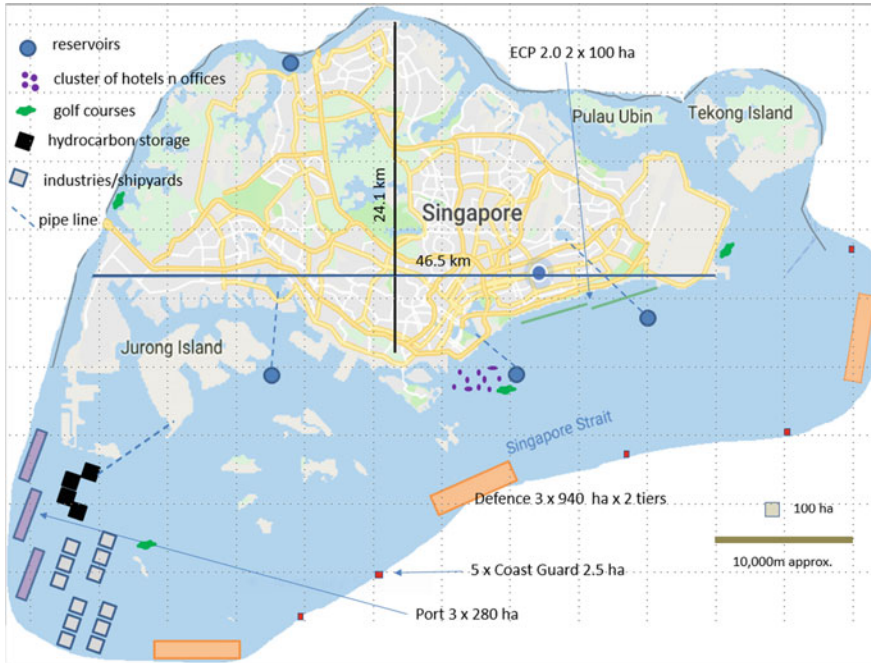 reservoirs
cluster of hotels n offices
golf courses
hydrocarbon storage
industries/shipyards
pipe line
ECP 2.0 2 x 100 ha
Pulau Ubin
Tekong Island
24.1 km
Singapore
46.5 km
Jurong Island
Singapore Strait
Defence 3 x 940 ha x 2 tiers
100 ha
10,000m approx.
5 x Coast Guard 2.5 ha
Port 3 x 280 ha